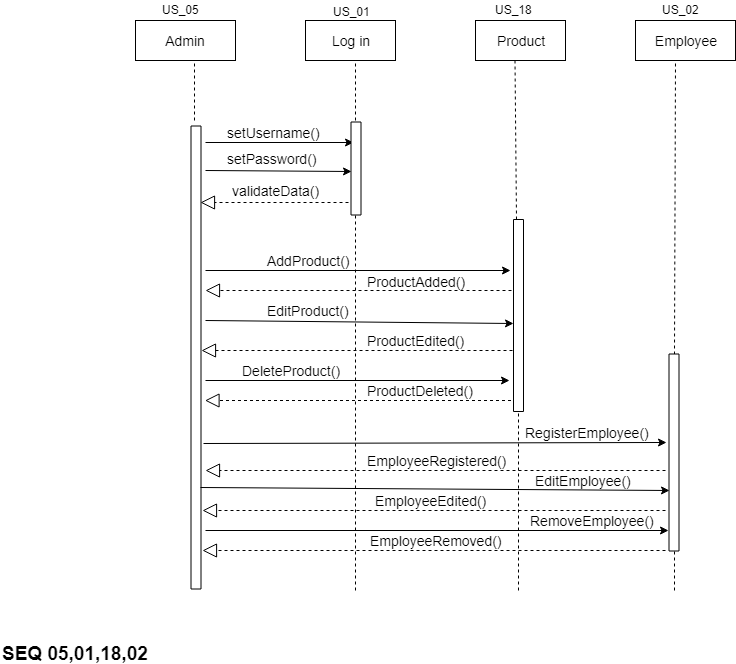 US_05
US_01
US_18
US_02
Admin
Log in
Product
Employee
setUsername()
setPassword()
validateData()
AddProduct()
ProductAdded()
EditProduct()
ProductEdited()
DeleteProduct()
ProductDeleted()
RegisterEmployee()
EmployeeRegistered()
EditEmployee()
EmployeeEdited()
RemoveEmployee()
EmployeeRemoved()
SEQ 05,01,18,02